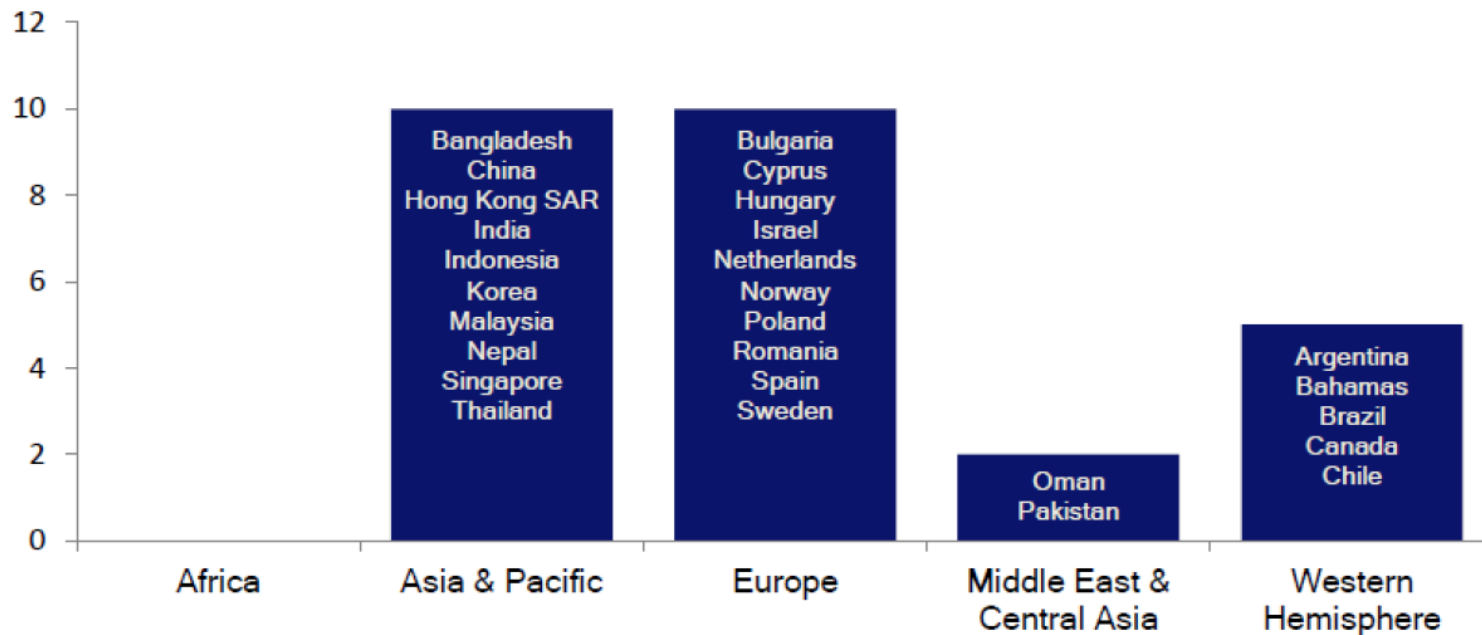 12
10
8
6
4
2
0
Bangladesh
China
Hong Kong SAR
India
Indonesia
Korea
Malaysia
Nepal
Singapore
Thailand
Bulgaria
Cyprus
Hungary
Israel
Netherlands
Norway
Poland
Romania
Spain
Sweden
Oman
Pakistan
Argentina
Bahamas
Brazil
Canada
Chile
Africa
Asia & Pacific
Europe
Middle East &
Central Asia
Western
Hemisphere